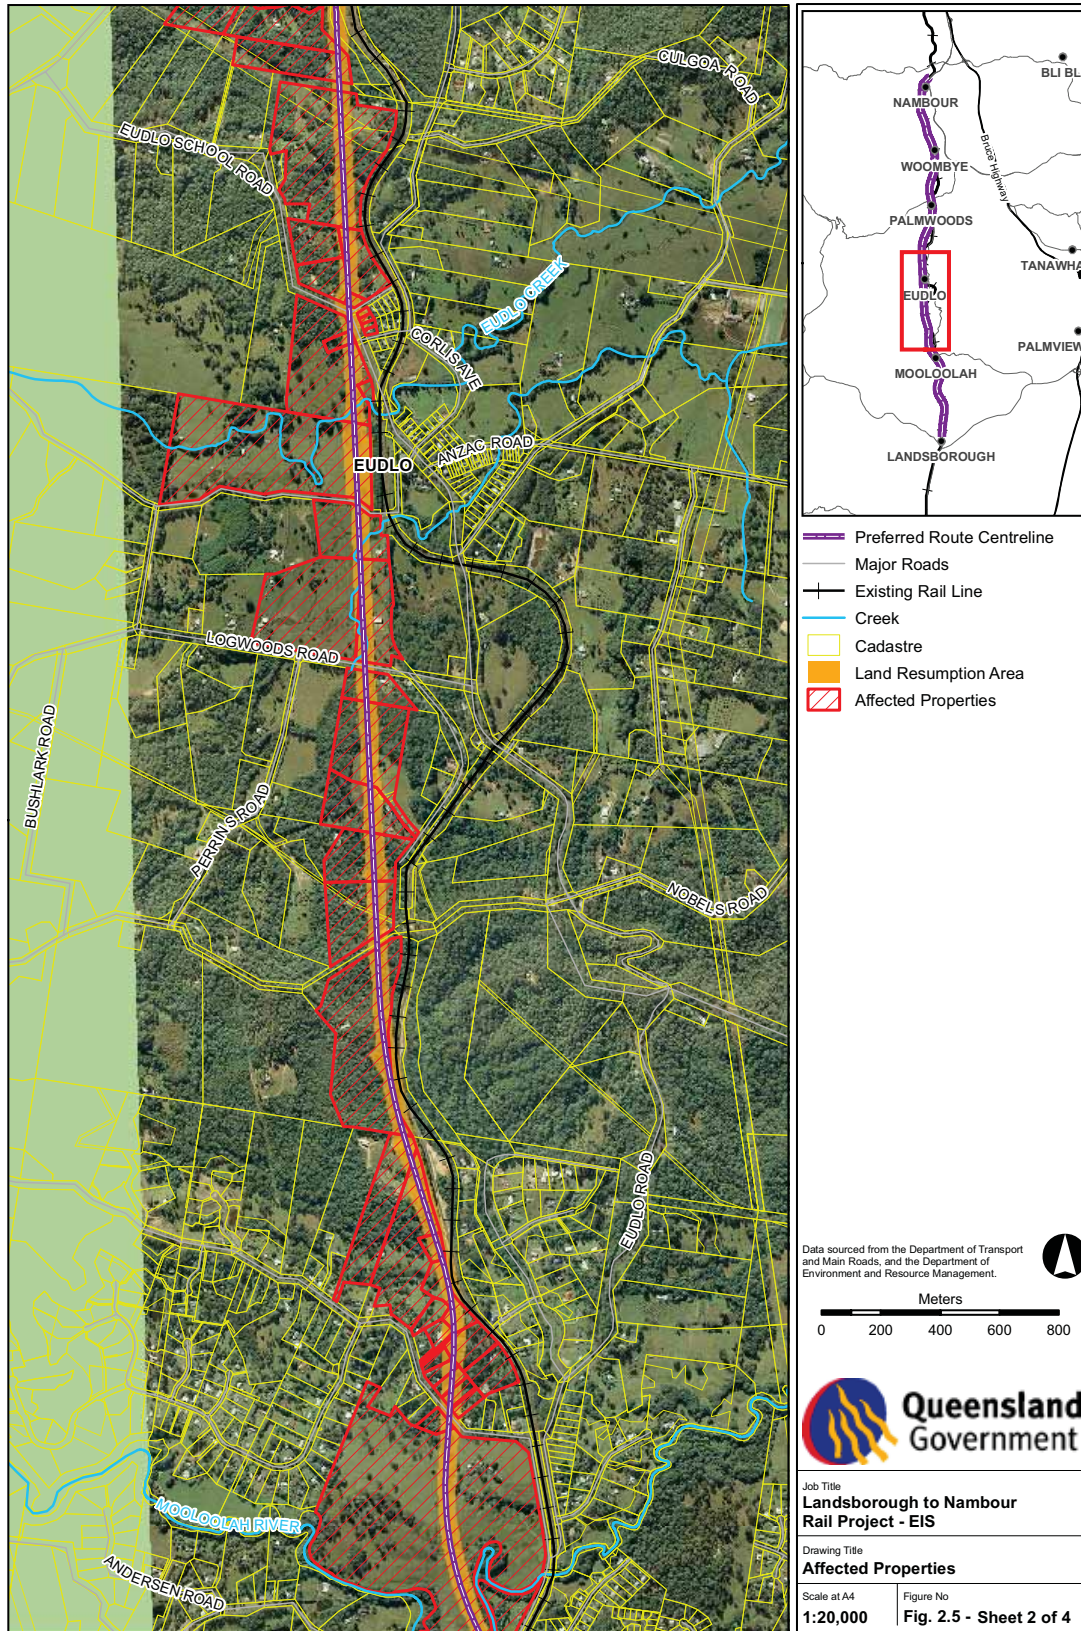 CULGOA ROAD
EUDLO SCHOOL ROAD
EUDLO CREEK
CORLIS AVE
ANZAC ROAD
EUDLO
LOGWOODS ROAD
BUSHLARK ROAD
PERRINS ROAD
NOBELS ROAD
EUDLO ROAD
MOOLOOLAH RIVER
ANDERSEN ROAD
BLI BL
NAMBOUR
Bruce Highway
WOOMBYE
PALMWOODS
TANAWHA
EUDLO
PALMVIEW
MOOLOOLAH
LANDSBOROUGH
Preferred Route Centreline
Major Roads
Existing Rail Line
Creek
Cadastre
Land Resumption Area
Affected Properties
Data sourced from the Department of Transport
and Main Roads, and the Department of
Environment and Resource Management.
Meters
0 200 400 600 800
Queensland
Government
Job Title
Landsborough to Nambour
Rail Project - EIS
Drawing Title
Affected Properties
Scale at A4
1:20,000
Figure No
Fig. 2.5 - Sheet 2 of 4